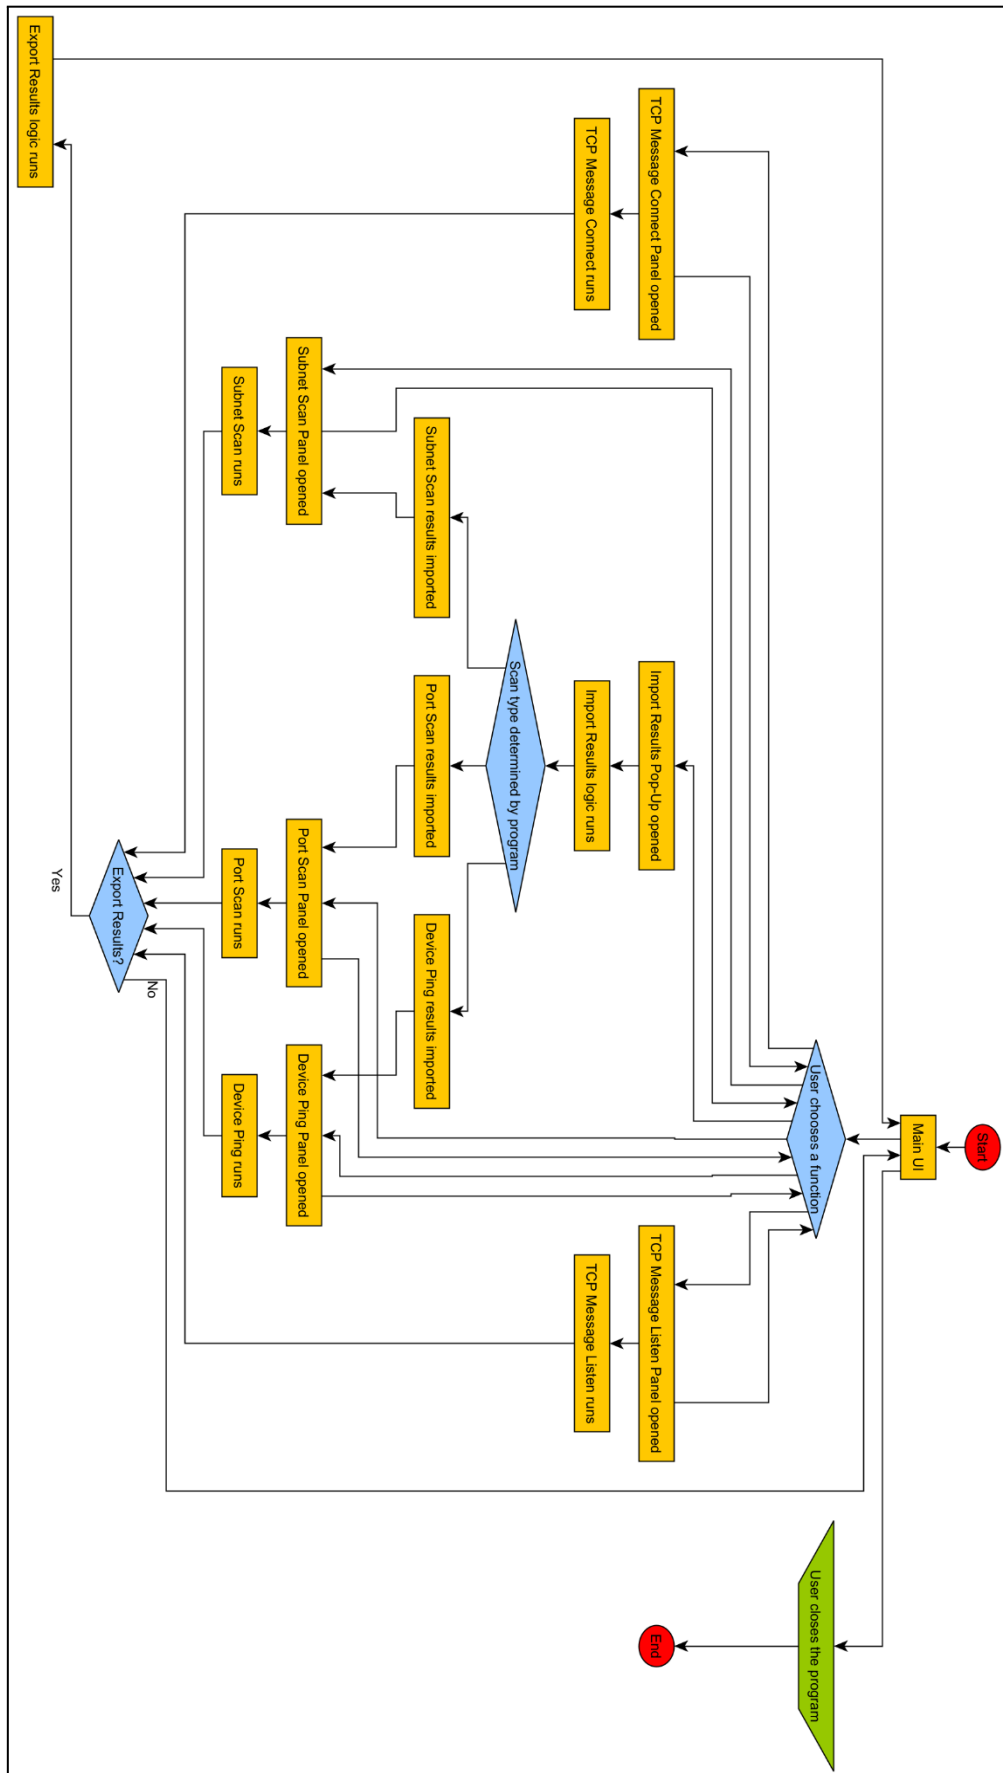 Start
Main UI
User chooses a function
User closes the program
End
TCP Message Connect Panel opened
Import Results Pop-Up opened
TCP Message Listen Panel opened
TCP Message Connect runs
Import Results logic runs
TCP Message Listen runs
Scan type determined by program
Subnet Scan results imported
Port Scan results imported
Device Ping results imported
Subnet Scan Panel opened
Port Scan Panel opened
Device Ping Panel opened
Subnet Scan runs
Port Scan runs
Device Ping runs
Export Results?
No
Yes
Export Results logic runs